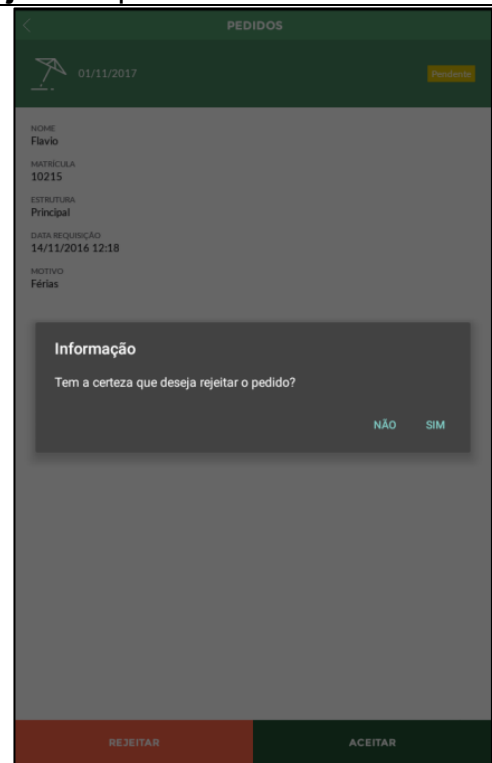 PEDIDOS
01/11/2017
Pendente
NOME
Flavio
MATRÍCULA
10215
ESTRUTURA
Principal
DATA REQUISIÇÃO
14/11/2016 12:18
MOTIVO
Férias
Informação
Tem a certeza que deseja rejeitar o pedido?
NÃO SIM
REJEITAR ACEITAR